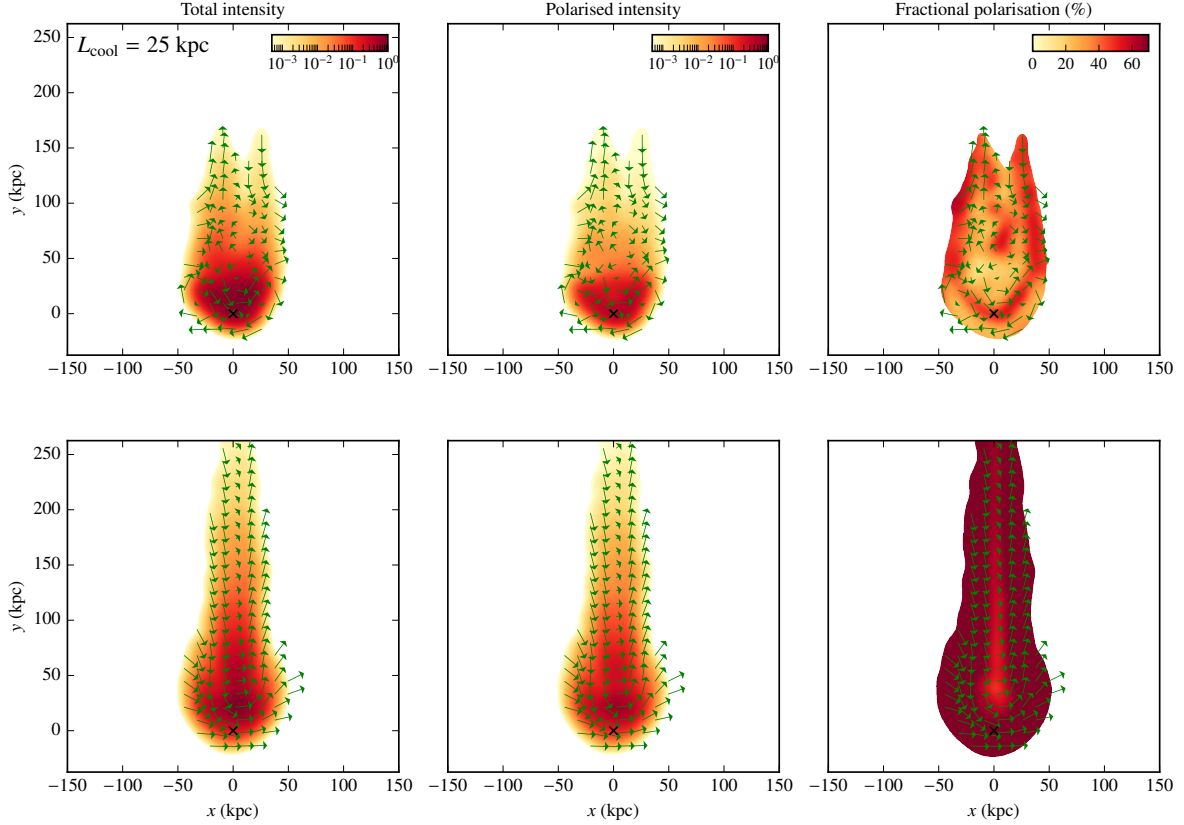 Total intensity
Polarised intensity
Fractional polarisation (%)
L_cool = 25 kpc
10⁻³ 10⁻² 10⁻¹ 10⁰
10⁻³ 10⁻² 10⁻¹ 10⁰
0 20 40 60
250
200
150
100
50
0
y (kpc)
−150 −100 −50 0 50 100 150
−150 −100 −50 0 50 100 150
−150 −100 −50 0 50 100 150
250
200
150
100
50
0
y (kpc)
−150 −100 −50 0 50 100 150
−150 −100 −50 0 50 100 150
−150 −100 −50 0 50 100 150
x (kpc)
x (kpc)
x (kpc)